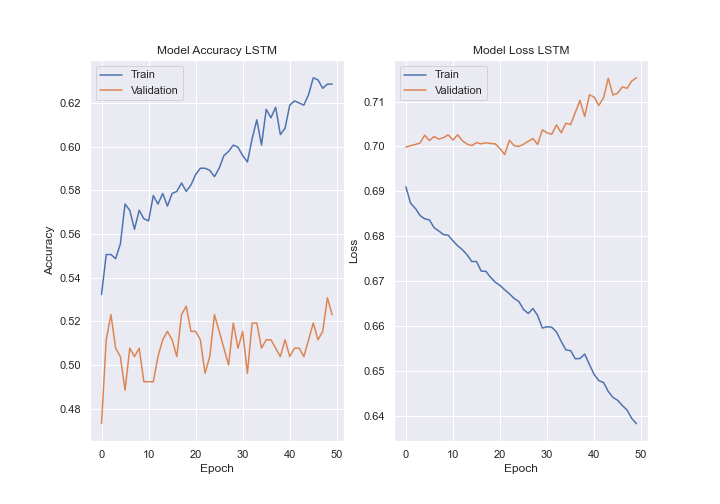 Model Accuracy LSTM
Train
Validation
0.62
0.60
0.58
0.56
0.54
0.52
0.50
0.48
Accuracy
0 10 20 30 40 50
Epoch
Model Loss LSTM
Train
Validation
0.71
0.70
0.69
0.68
0.67
0.66
0.65
0.64
Loss
0 10 20 30 40 50
Epoch